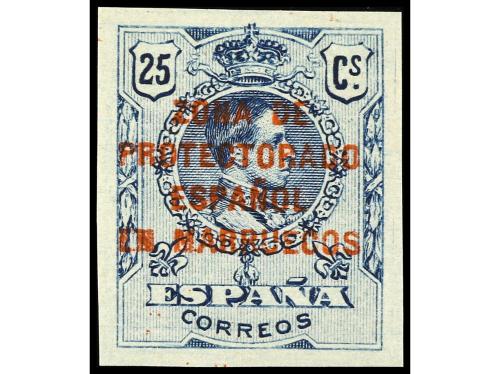 25 Cs.
ZONA DE
PROTECTORADO
ESPAÑOL
EN MARRUECOS
ESPAÑA
CORREOS